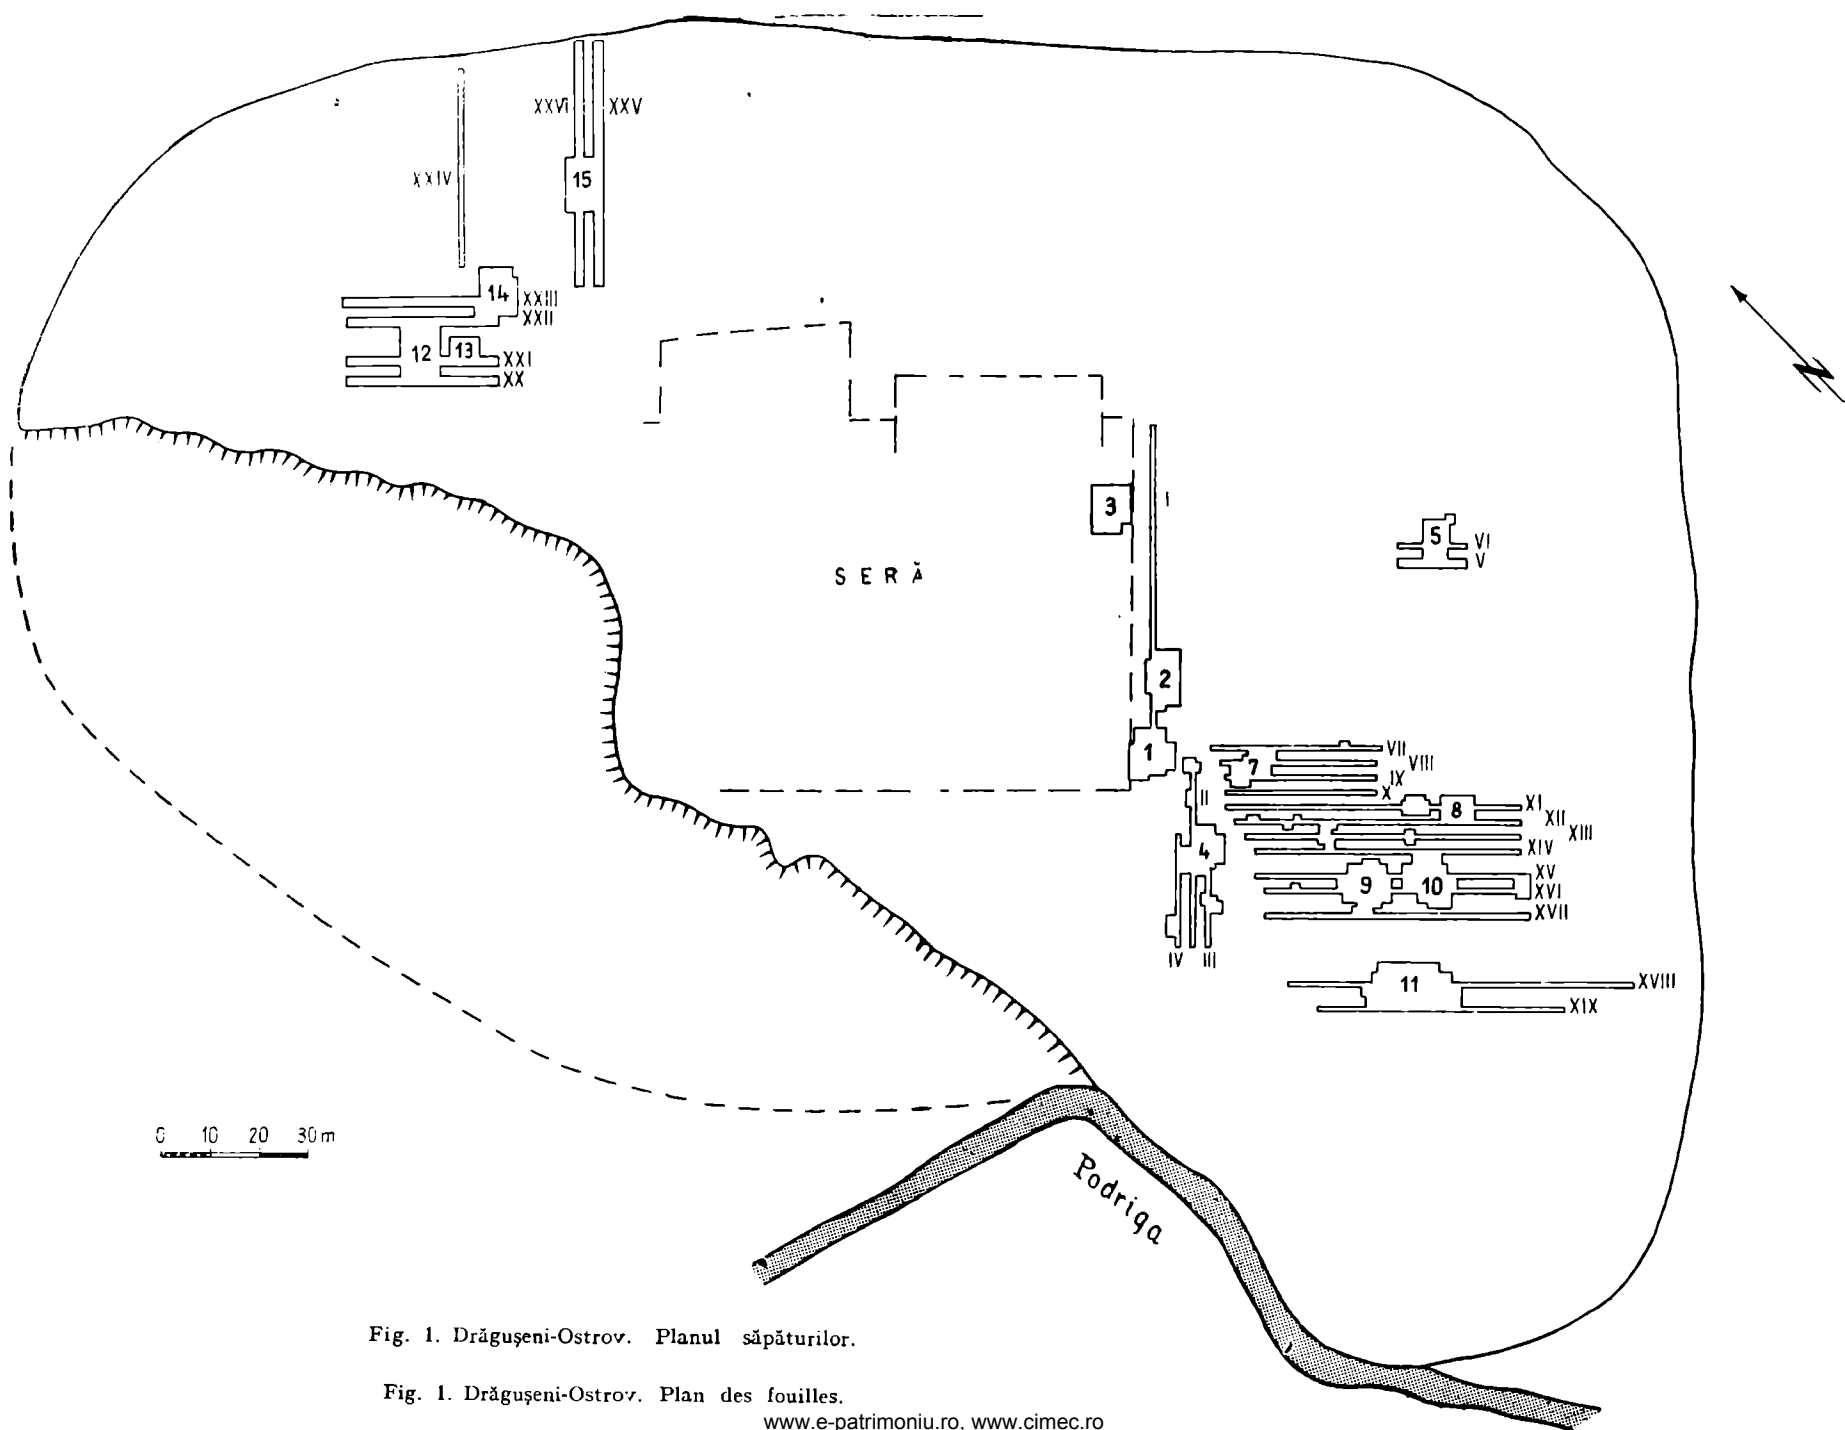 XXVI XXV
XXIV
15
14 XXIII
XXII
12 13 XXI
XX
3 I
5 VI
V
SERĂ
2
1
VII
7 VIII
IX
X
II
8 XI
XII
XIII
4 XIV
XV
9 10 XVI
XVII
IV III
11 XVIII
XIX
0 10 20 30m
Podriga
Fig. 1. Drăgușeni-Ostrov. Planul săpăturilor.
Fig. 1. Drăgușeni-Ostrov. Plan des fouilles.
www.e-patrimoniu.ro, www.cimec.ro